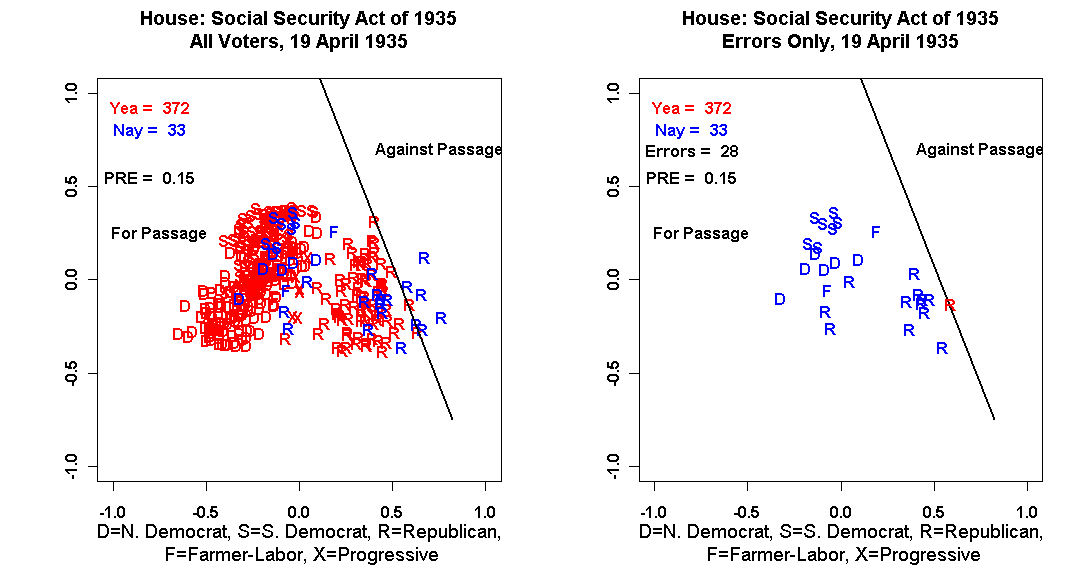 House: Social Security Act of 1935
All Voters, 19 April 1935
Yea = 372
Nay = 33
PRE = 0.15
For Passage
Against Passage
1.0
0.5
0.0
-0.5
-1.0
-1.0 -0.5 0.0 0.5 1.0
D=N. Democrat, S=S. Democrat, R=Republican,
F=Farmer-Labor, X=Progressive
House: Social Security Act of 1935
Errors Only, 19 April 1935
Yea = 372
Nay = 33
Errors = 28
PRE = 0.15
For Passage
Against Passage
1.0
0.5
0.0
-0.5
-1.0
-1.0 -0.5 0.0 0.5 1.0
D=N. Democrat, S=S. Democrat, R=Republican,
F=Farmer-Labor, X=Progressive